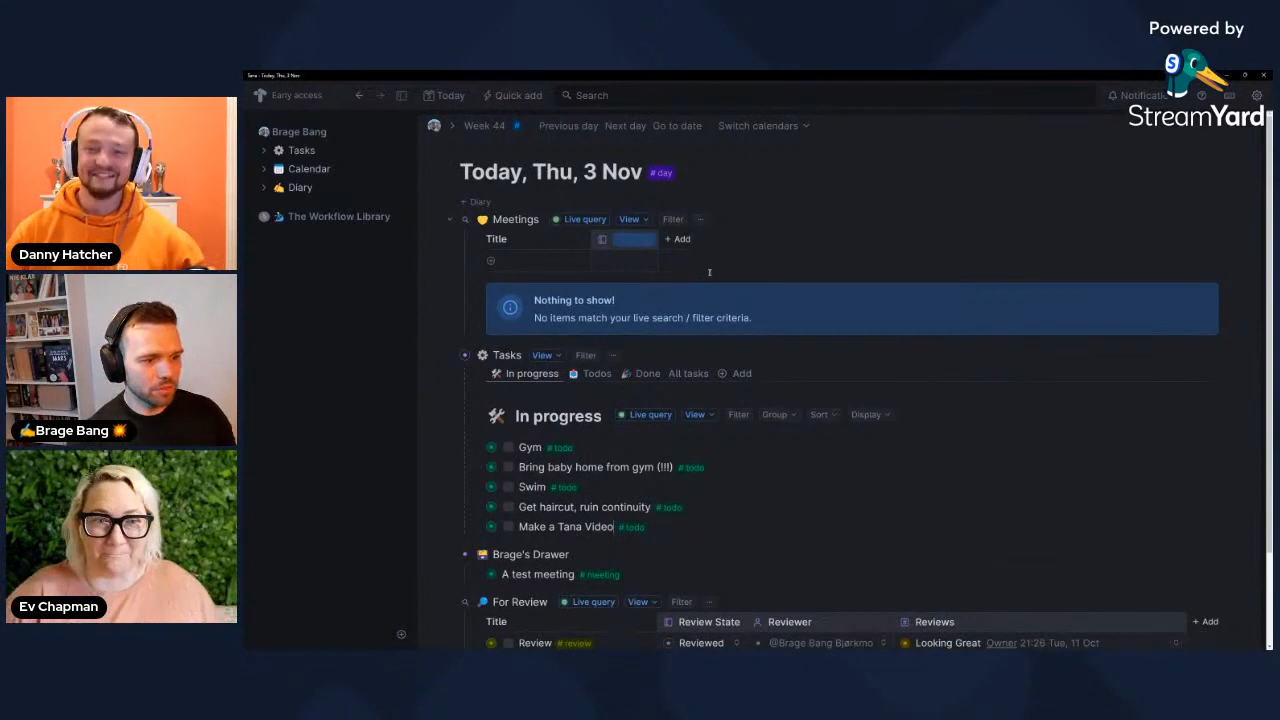 Powered by
StreamYard
Tana - Today, Thu, 3 Nov
Early access
Today
Quick add
Search
Brage Bang
Tasks
Calendar
Diary
The Workflow Library
Week 44 #
Previous day Next day Go to date
Switch calendars
Today, Thu, 3 Nov # day
+ Diary
Meetings Live query View Filter ...
Title + Add
Nothing to show!
No items match your live search / filter criteria.
Tasks View Filter ...
In progress Todos Done All tasks Add
In progress Live query View Filter Group Sort Display
Gym # todo
Bring baby home from gym (!!!) # todo
Swim # todo
Get haircut, ruin continuity # todo
Make a Tana Video # todo
Brage's Drawer
A test meeting # meeting
For Review Live query View Filter ...
Title Review State Reviewer Reviews + Add
Review # review Reviewed @Brage Bang Bjørkmo Looking Great Owner 21:26 Tue, 11 Oct
Danny Hatcher
✍️Brage Bang 💥
Ev Chapman